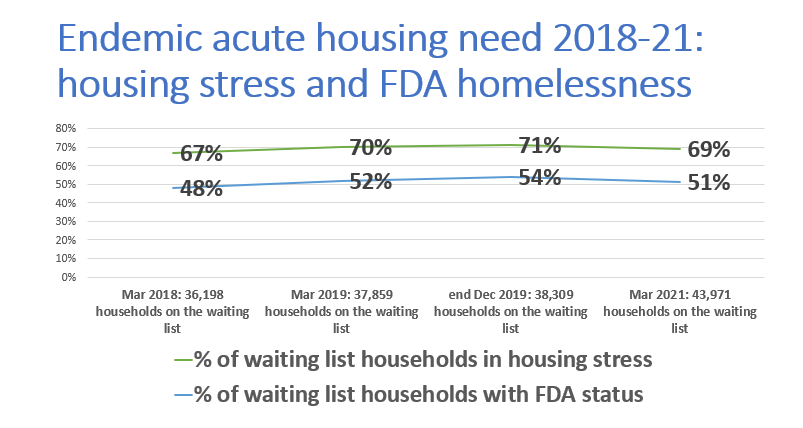 Endemic acute housing need 2018-21:
housing stress and FDA homelessness
80%
70%
60%
50%
40%
30%
20%
10%
0%
67%
70%
71%
69%
48%
52%
54%
51%
Mar 2018: 36,198
households on the waiting
list
Mar 2019: 37,859
households on the waiting
list
end Dec 2019: 38,309
households on the waiting
list
Mar 2021: 43,971
households on the waiting
list
% of waiting list households in housing stress
% of waiting list households with FDA status